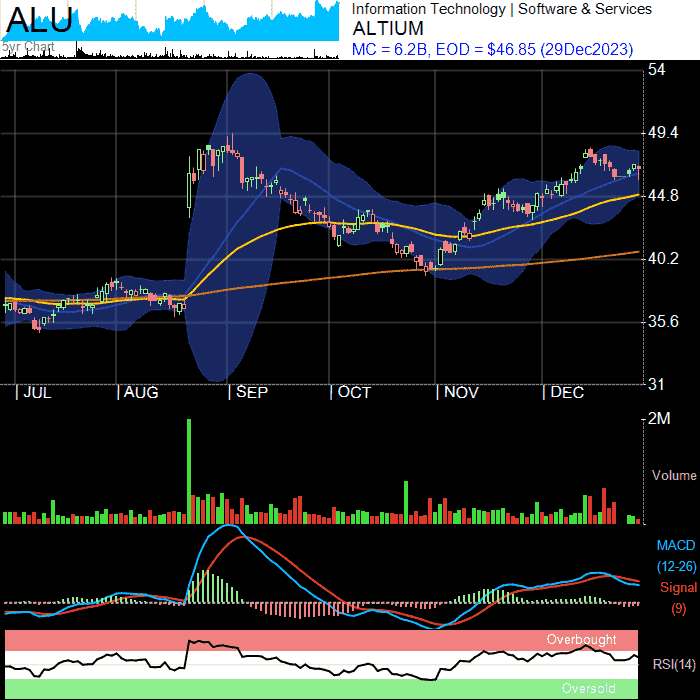 ALU
5yr Chart
Information Technology | Software & Services
ALTIUM
MC = 6.2B, EOD = $46.85 (29Dec2023)
54
49.4
44.8
40.2
35.6
31
| JUL | AUG | SEP | OCT | NOV | DEC
2M
Volume
MACD
(12-26)
Signal
(9)
Overbought
RSI(14)
Oversold